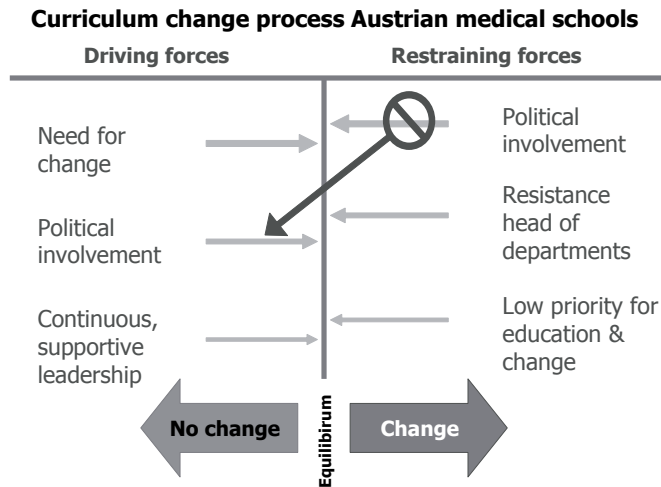 Curriculum change process Austrian medical schools
Driving forces
Restraining forces
Need for
change
Political
involvement
Continuous,
supportive
leadership
Political
involvement
Resistance
head of
departments
Low priority for
education &
change
No change
Equilibirum
Change